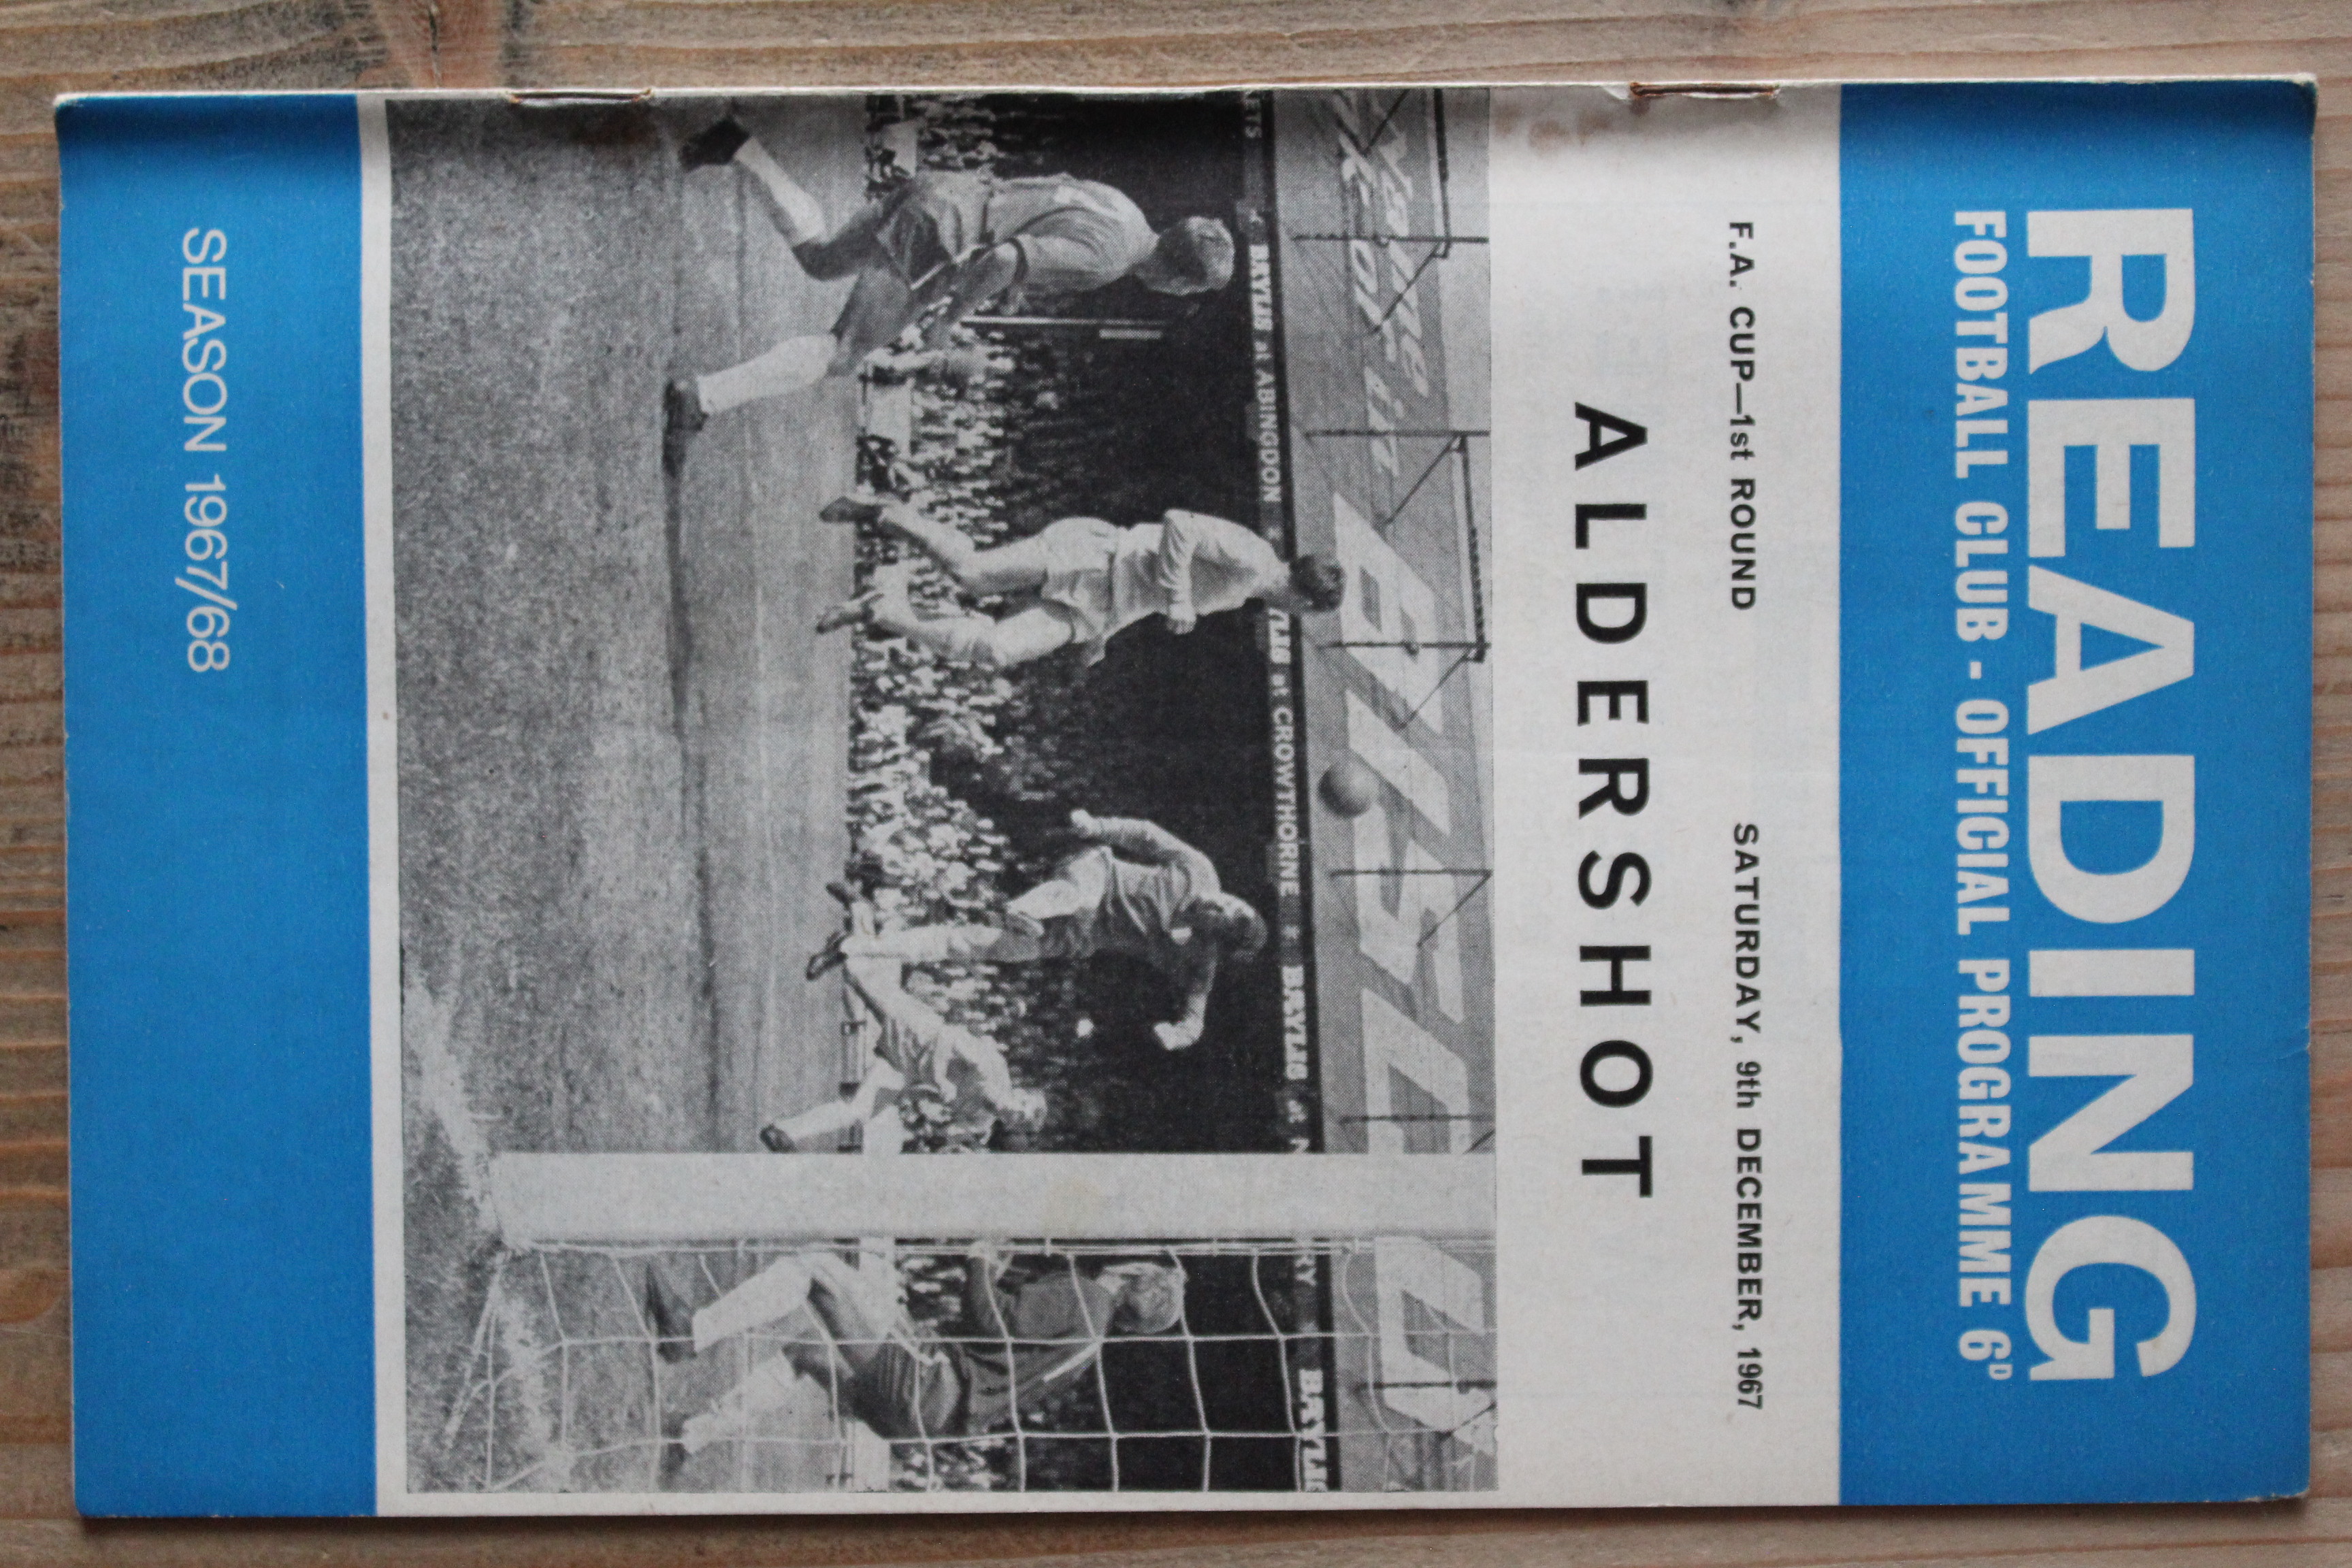 READING
FOOTBALL CLUB - OFFICIAL PROGRAMME 6D
F.A. CUP—1st ROUND
SATURDAY, 9th DECEMBER, 1967
ALDERSHOT
BAYLIS at ABINGDON
at CROWTHORNE
BAYLIS
BAYLIS
SEASON 1967/68